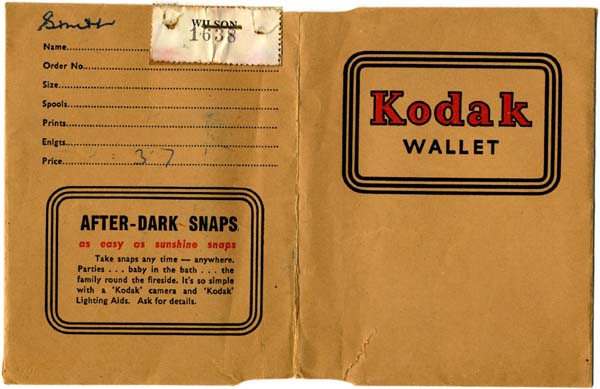 Smith
WILSON
1638
Name
Order No.
Size
Spools
Prints
Enlgts.
Price 3 7
AFTER-DARK SNAPS
as easy as sunshine snaps
Take snaps any time — anywhere.
Parties . . . baby in the bath . . . the
family round the fireside. It's so simple
with a 'Kodak' camera and 'Kodak'
Lighting Aids. Ask for details.
Kodak
WALLET